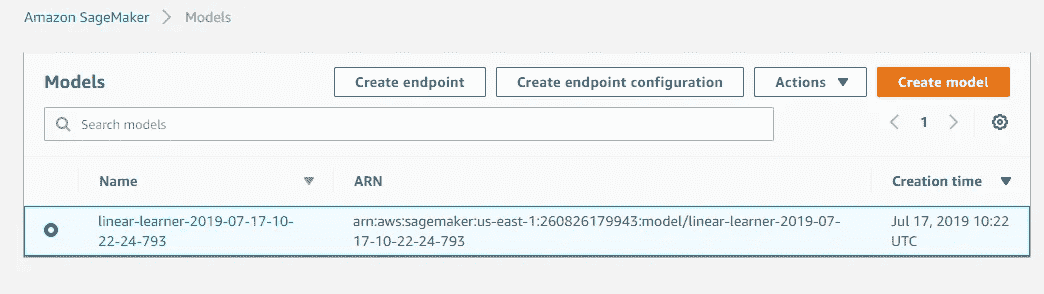 Amazon SageMaker > Models
Models
Create endpoint
Create endpoint configuration
Actions
Create model
Search models
1
Name
ARN
Creation time
linear-learner-2019-07-17-10-
22-24-793
arn:aws:sagemaker:us-east-1:260826179943:model/linear-learner-2019-07-
17-10-22-24-793
Jul 17, 2019 10:22
UTC